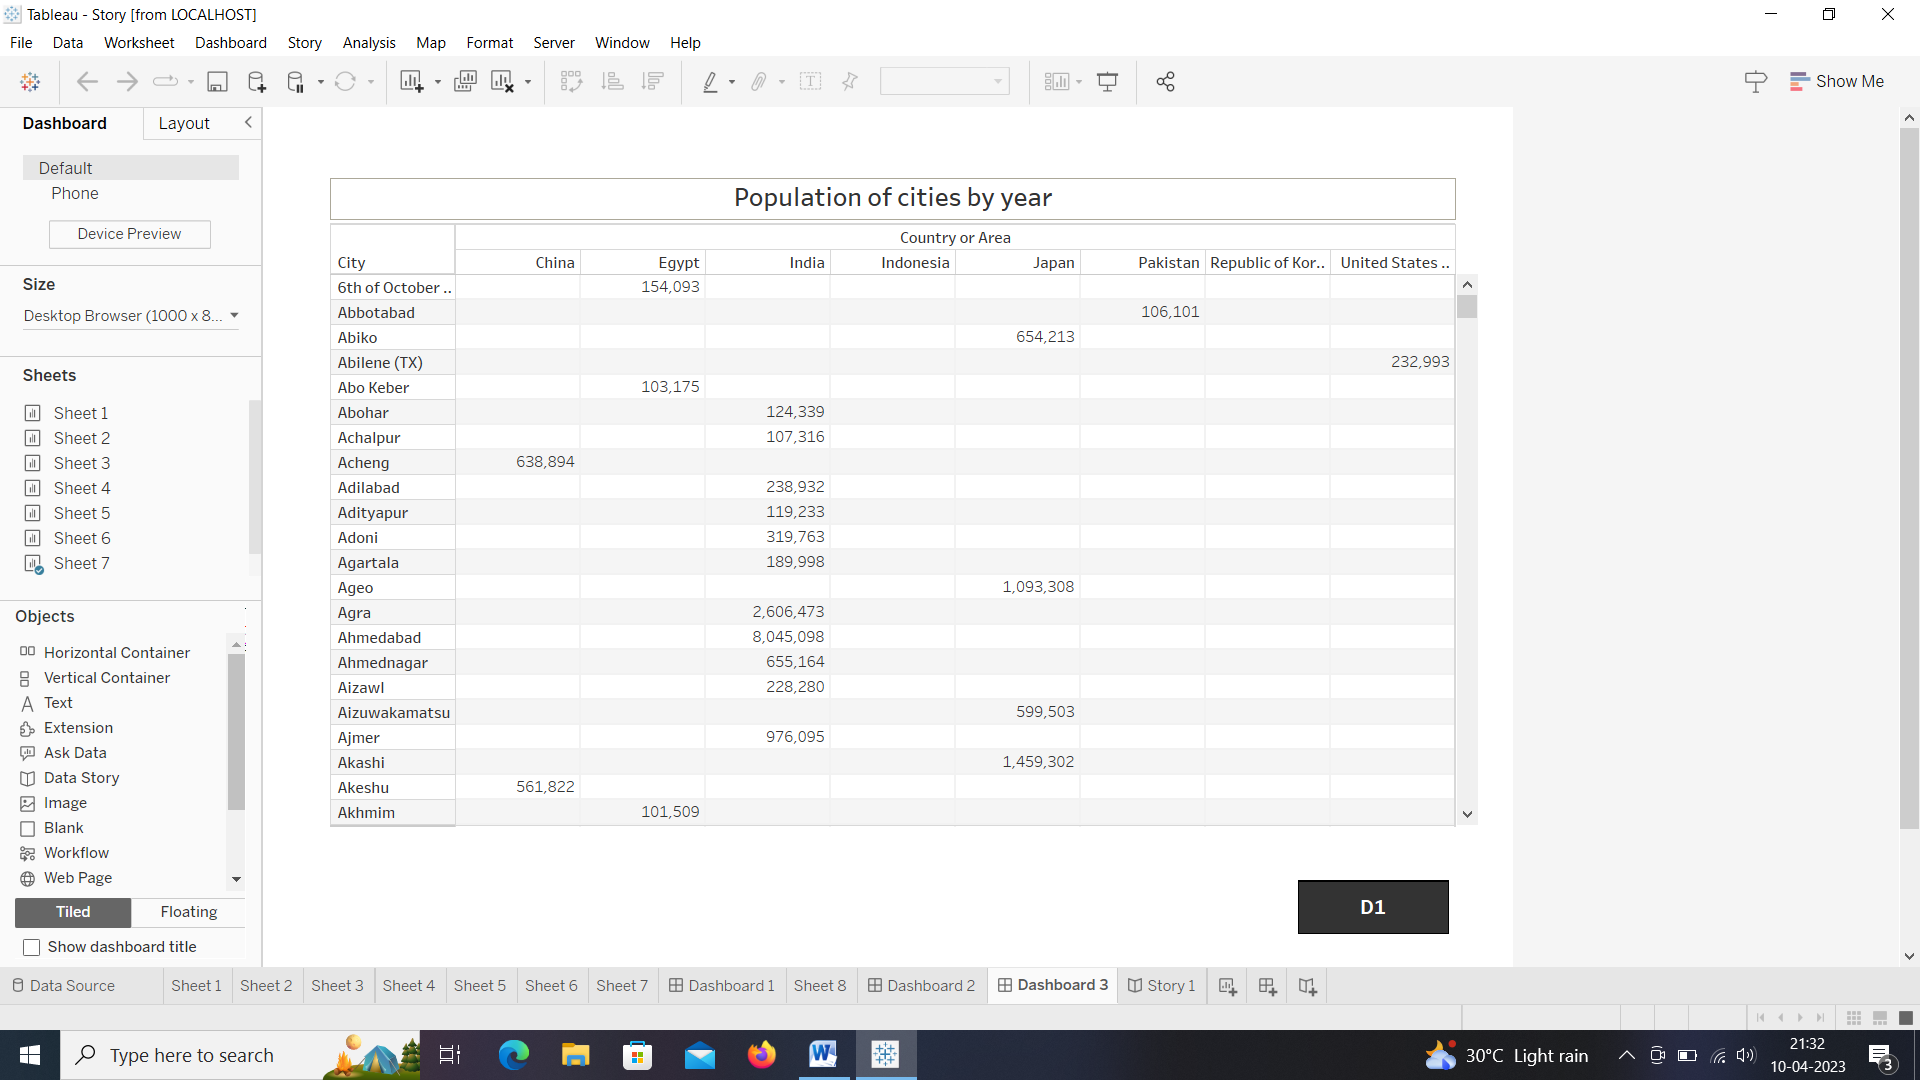 Tableau - Story [from LOCALHOST]
File Data Worksheet Dashboard Story Analysis Map Format Server Window Help
Show Me
Dashboard Layout
Default
Phone
Device Preview
Size
Desktop Browser (1000 x 8...
Sheets
Sheet 1
Sheet 2
Sheet 3
Sheet 4
Sheet 5
Sheet 6
Sheet 7
Objects
Horizontal Container
Vertical Container
Text
Extension
Ask Data
Data Story
Image
Blank
Workflow
Web Page
Tiled Floating
Show dashboard title
Population of cities by year
Country or Area
City China Egypt India Indonesia Japan Pakistan Republic of Kor.. United States ..
6th of October .. 154,093
Abbotabad 106,101
Abiko 654,213
Abilene (TX) 232,993
Abo Keber 103,175
Abohar 124,339
Achalpur 107,316
Acheng 638,894
Adilabad 238,932
Adityapur 119,233
Adoni 319,763
Agartala 189,998
Ageo 1,093,308
Agra 2,606,473
Ahmedabad 8,045,098
Ahmednagar 655,164
Aizawl 228,280
Aizuwakamatsu 599,503
Ajmer 976,095
Akashi 1,459,302
Akeshu 561,822
Akhmim 101,509
D1
Data Source Sheet 1 Sheet 2 Sheet 3 Sheet 4 Sheet 5 Sheet 6 Sheet 7 Dashboard 1 Sheet 8 Dashboard 2 Dashboard 3 Story 1
Type here to search
30°C Light rain
21:32
10-04-2023
3